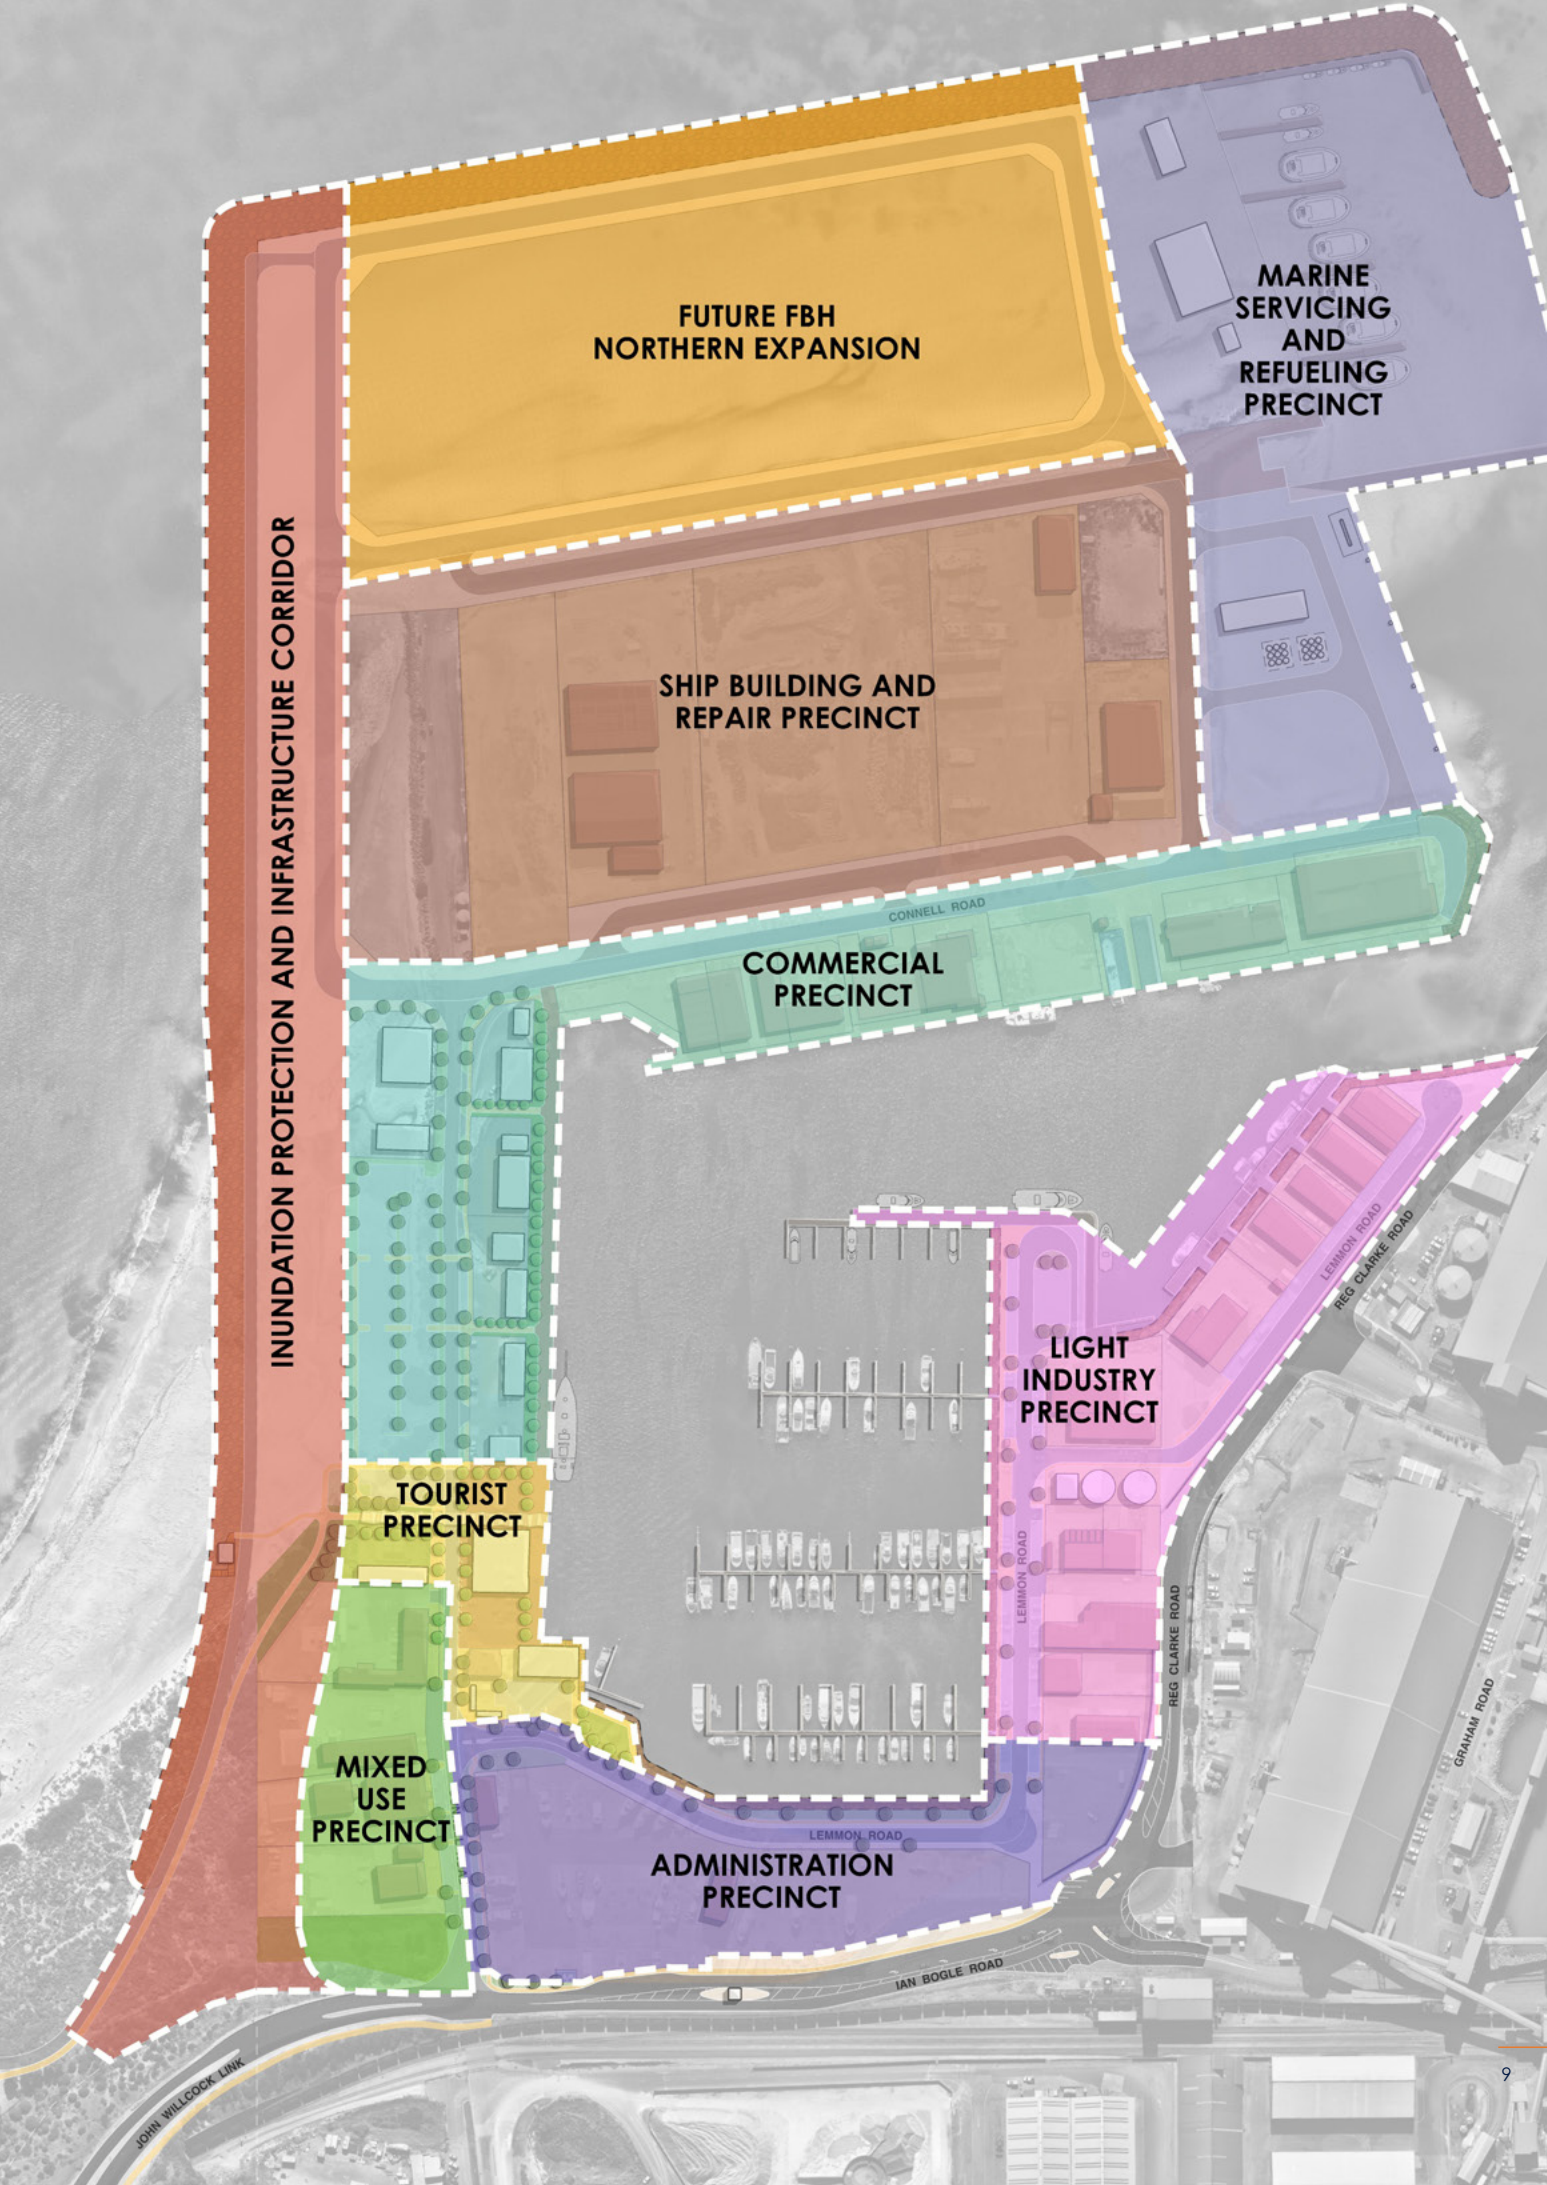 FUTURE FBH
NORTHERN EXPANSION
MARINE
SERVICING
AND
REFUELING
PRECINCT
INUNDATION PROTECTION AND INFRASTRUCTURE CORRIDOR
SHIP BUILDING AND
REPAIR PRECINCT
CONNELL ROAD
COMMERCIAL
PRECINCT
LEMMON ROAD
REG CLARKE ROAD
LIGHT
INDUSTRY
PRECINCT
TOURIST
PRECINCT
LEMMON ROAD
REG CLARKE ROAD
GRAHAM ROAD
MIXED
USE
PRECINCT
LEMMON ROAD
ADMINISTRATION
PRECINCT
IAN BOGLE ROAD
JOHN WILLCOCK LINK
9